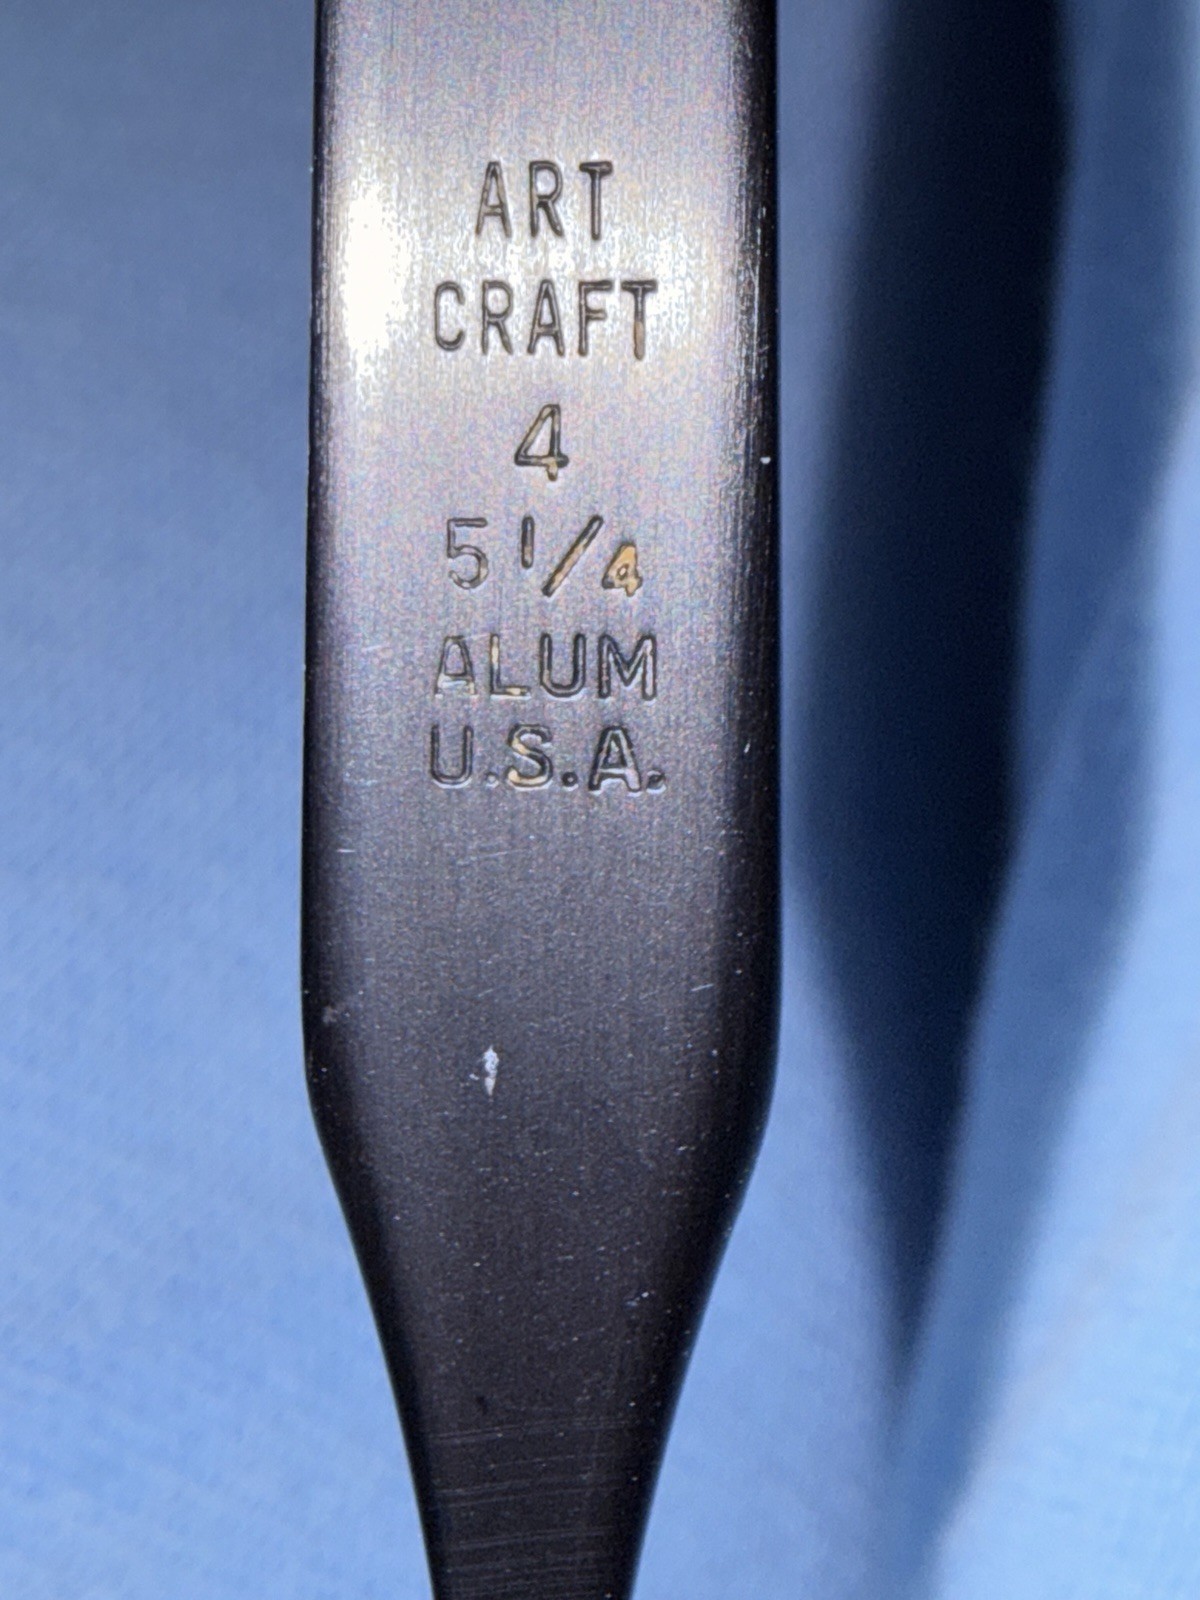 ART
CRAFT
4
5 1/4
ALUM
U.S.A.